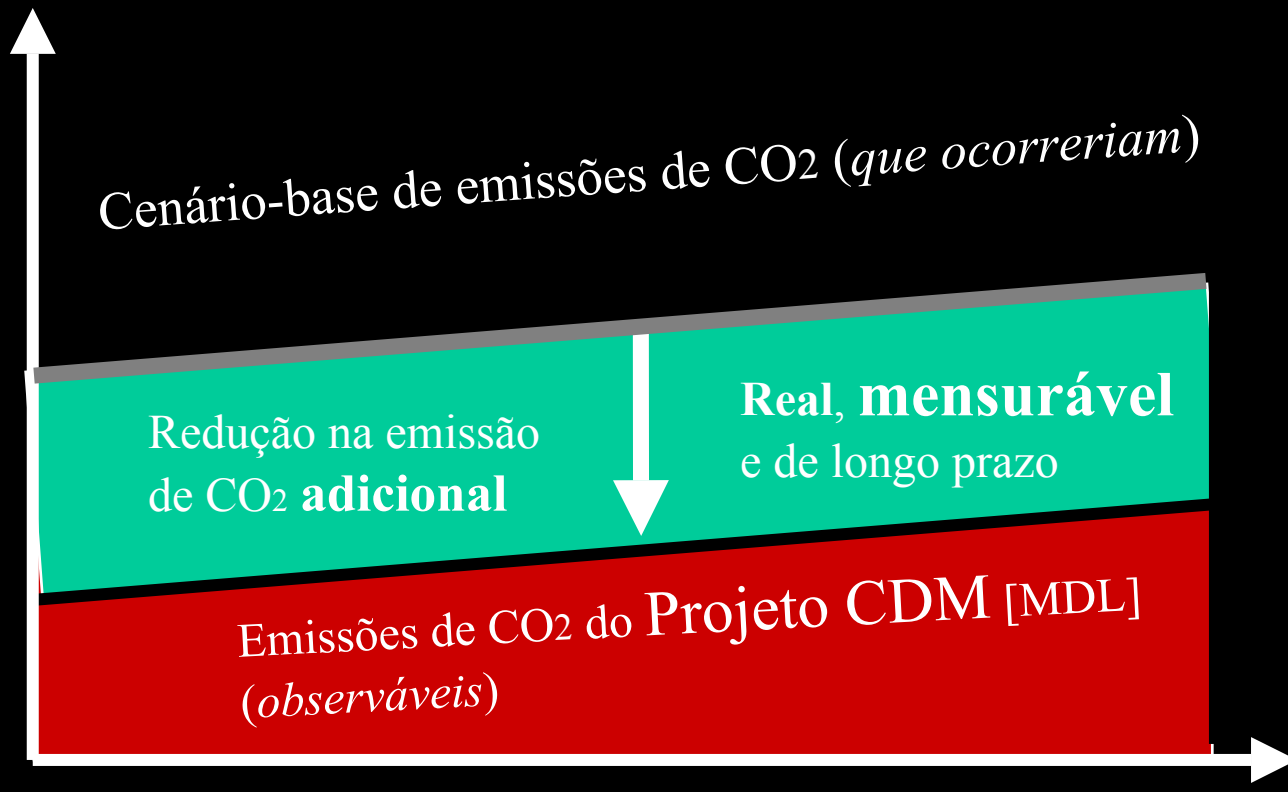 Cenário-base de emissões de CO2 (que ocorreriam)
Redução na emissão
de CO2 adicional
Real, mensurável
e de longo prazo
Emissões de CO2 do Projeto CDM [MDL]
(observáveis)